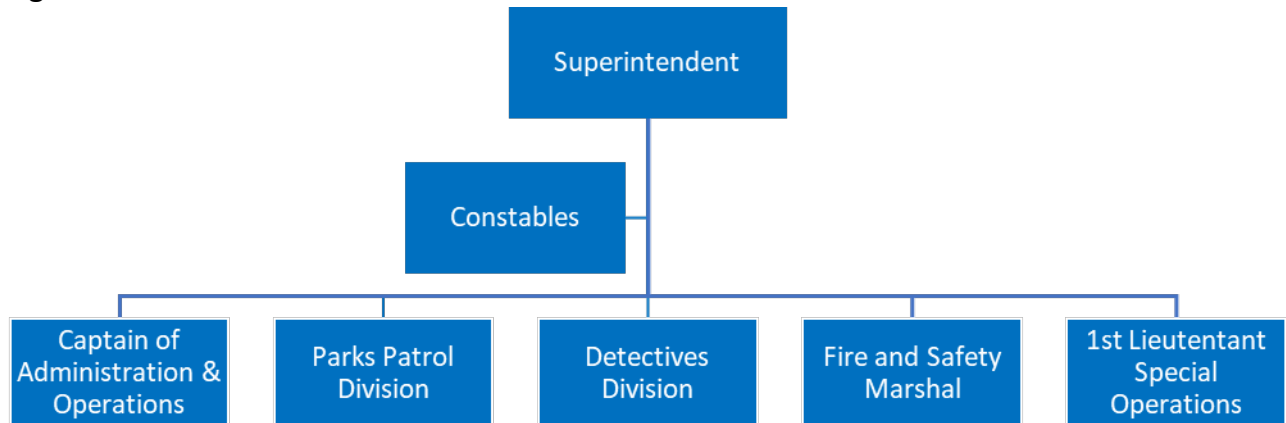 Superintendent
Constables
Captain of
Administration &
Operations
Parks Patrol
Division
Detectives
Division
Fire and Safety
Marshal
1st Lieutentant
Special
Operations